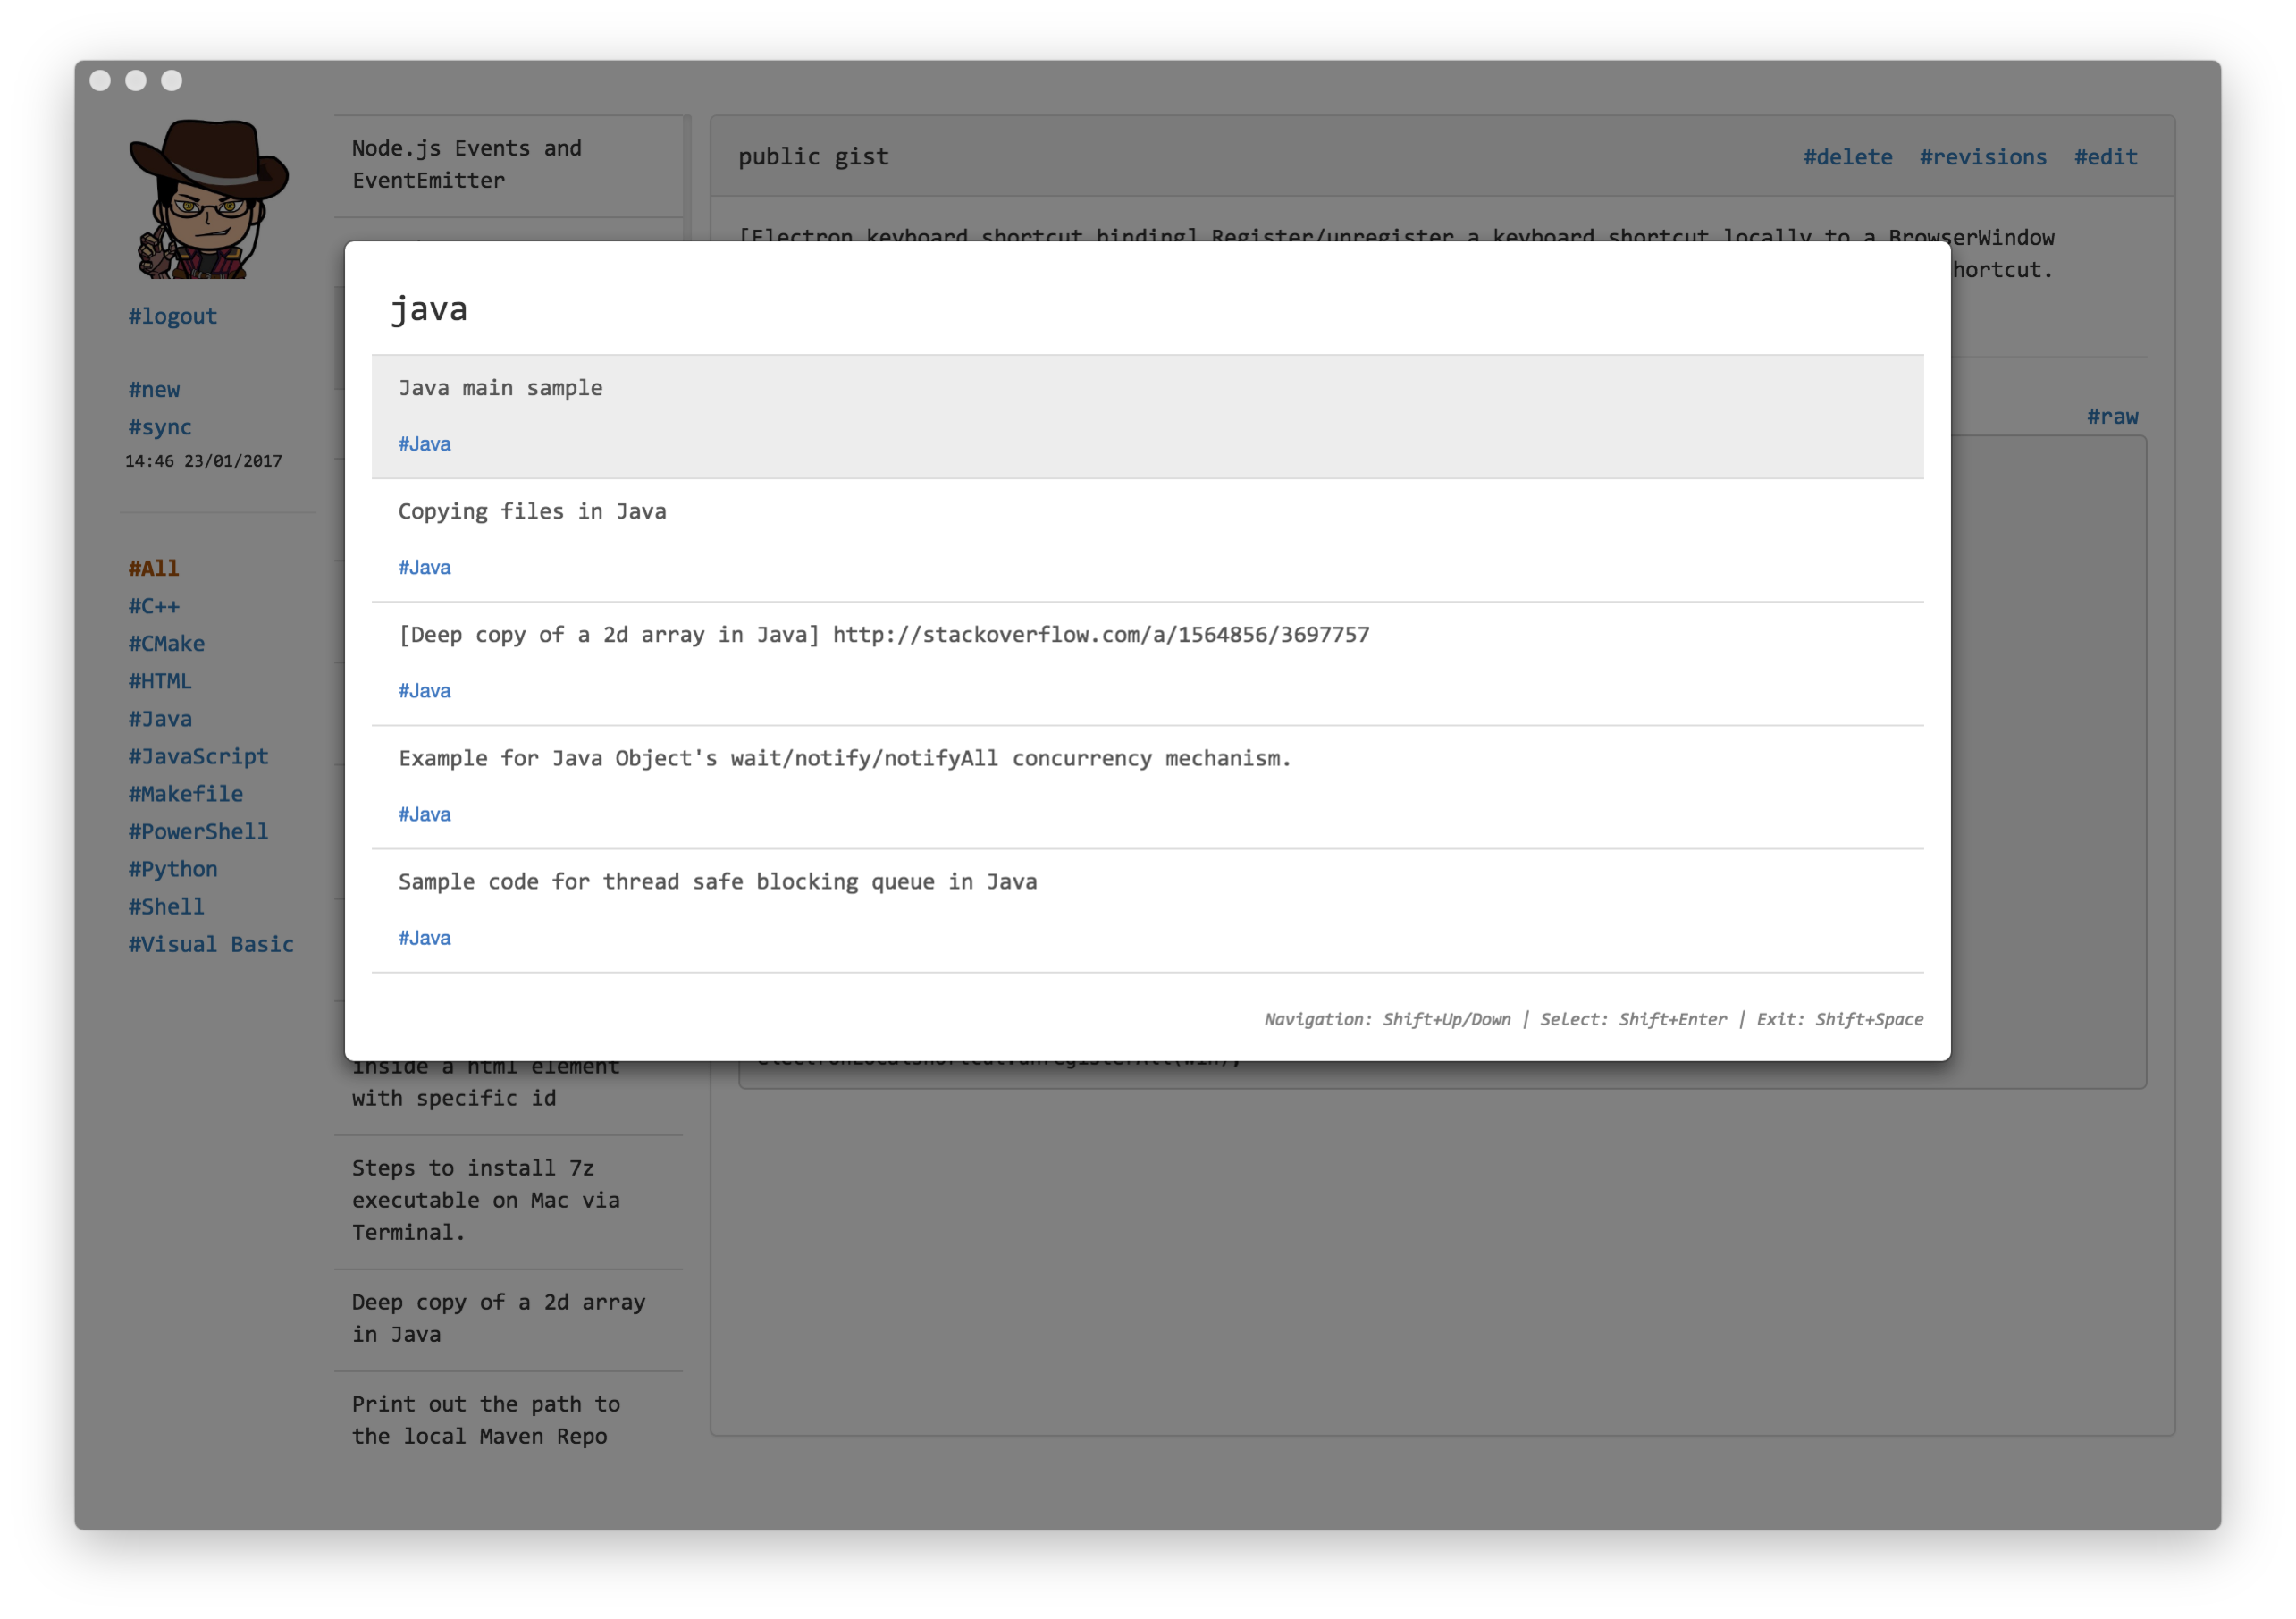 #logout
#new
#sync
14:46 23/01/2017
#All
#C++
#CMake
#HTML
#Java
#JavaScript
#Makefile
#PowerShell
#Python
#Shell
#Visual Basic
Node.js Events and
EventEmitter
inside a html element
with specific id
Steps to install 7z
executable on Mac via
Terminal.
Deep copy of a 2d array
in Java
Print out the path to
the local Maven Repo
public gist
#delete #revisions #edit
[Electron keyboard shortcut binding] Register/unregister a keyboard shortcut locally to a BrowserWindow
hortcut.
#raw
java
Java main sample
#Java
Copying files in Java
#Java
[Deep copy of a 2d array in Java] http://stackoverflow.com/a/1564856/3697757
#Java
Example for Java Object's wait/notify/notifyAll concurrency mechanism.
#Java
Sample code for thread safe blocking queue in Java
#Java
Navigation: Shift+Up/Down | Select: Shift+Enter | Exit: Shift+Space